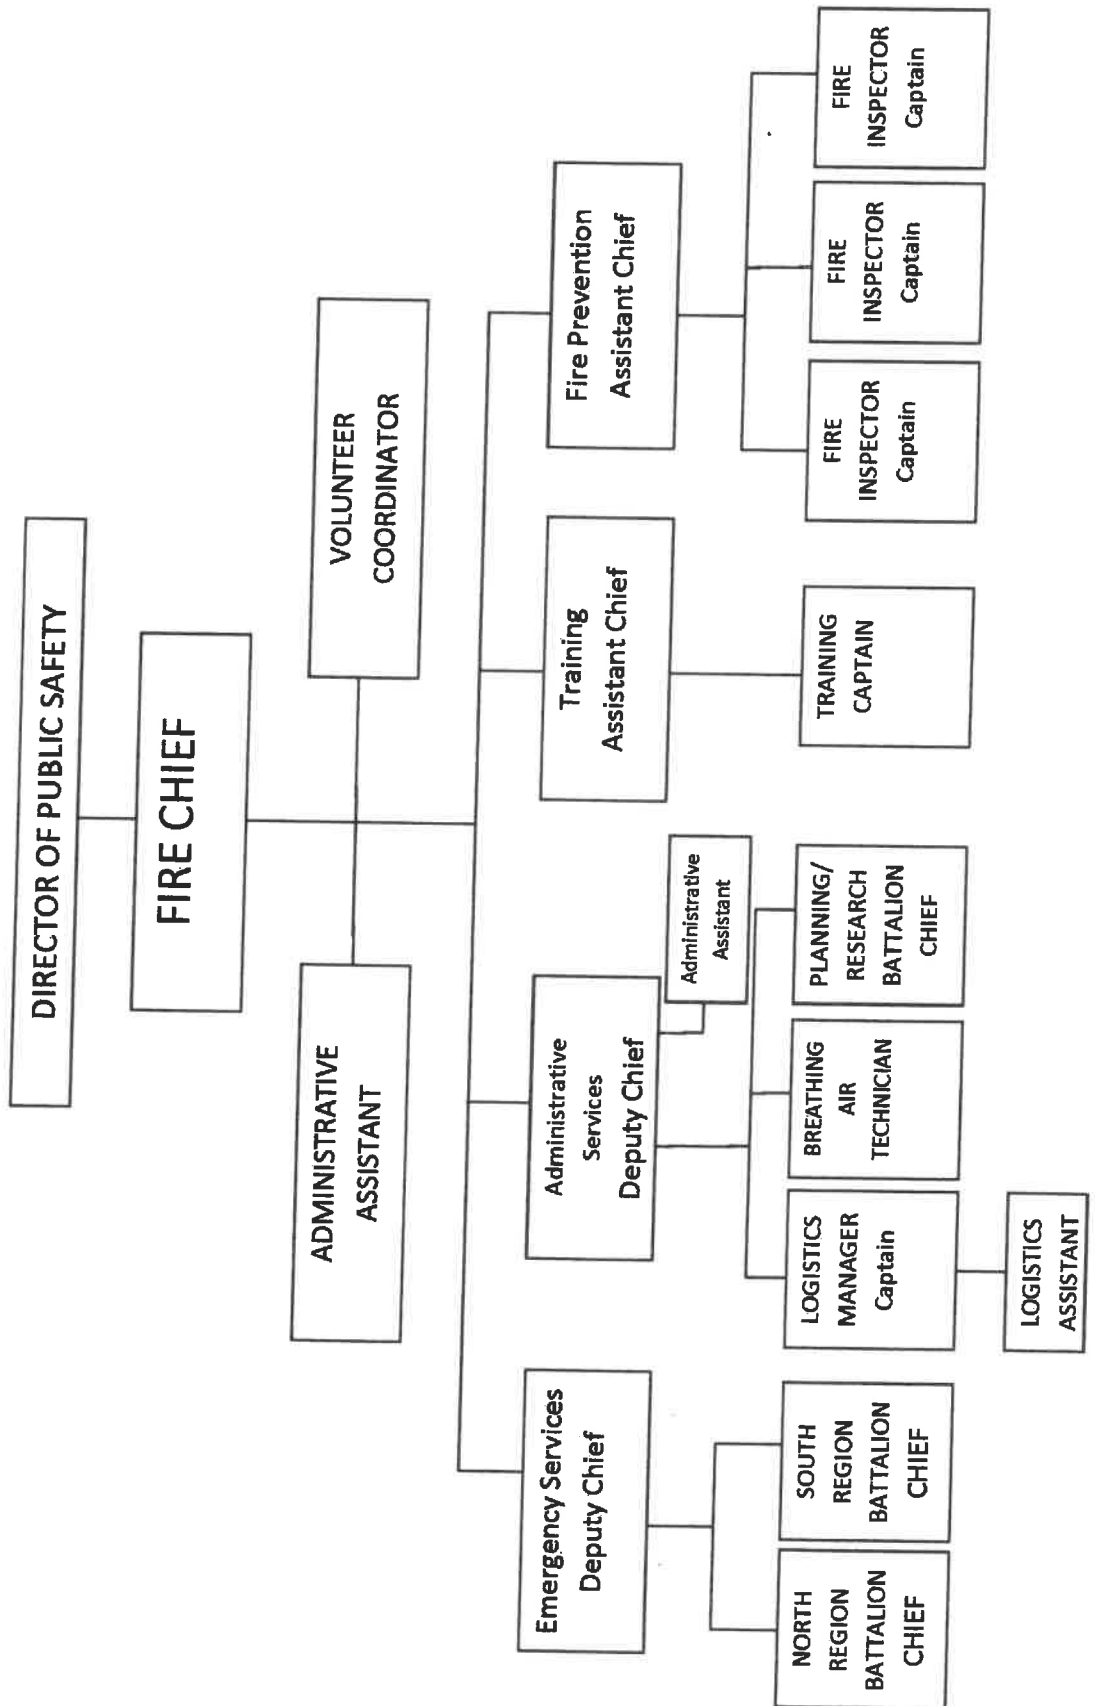 DIRECTOR OF PUBLIC SAFETY
FIRE CHIEF
ADMINISTRATIVE
ASSISTANT
VOLUNTEER
COORDINATOR
Emergency Services
Deputy Chief
Administrative
Services
Deputy Chief
Training
Assistant Chief
Fire Prevention
Assistant Chief
Administrative
Assistant
NORTH
REGION
BATTALION
CHIEF
SOUTH
REGION
BATTALION
CHIEF
LOGISTICS
MANAGER
Captain
BREATHING
AIR
TECHNICIAN
PLANNING/
RESEARCH
BATTALION
CHIEF
TRAINING
CAPTAIN
FIRE
INSPECTOR
Captain
FIRE
INSPECTOR
Captain
FIRE
INSPECTOR
Captain
LOGISTICS
ASSISTANT